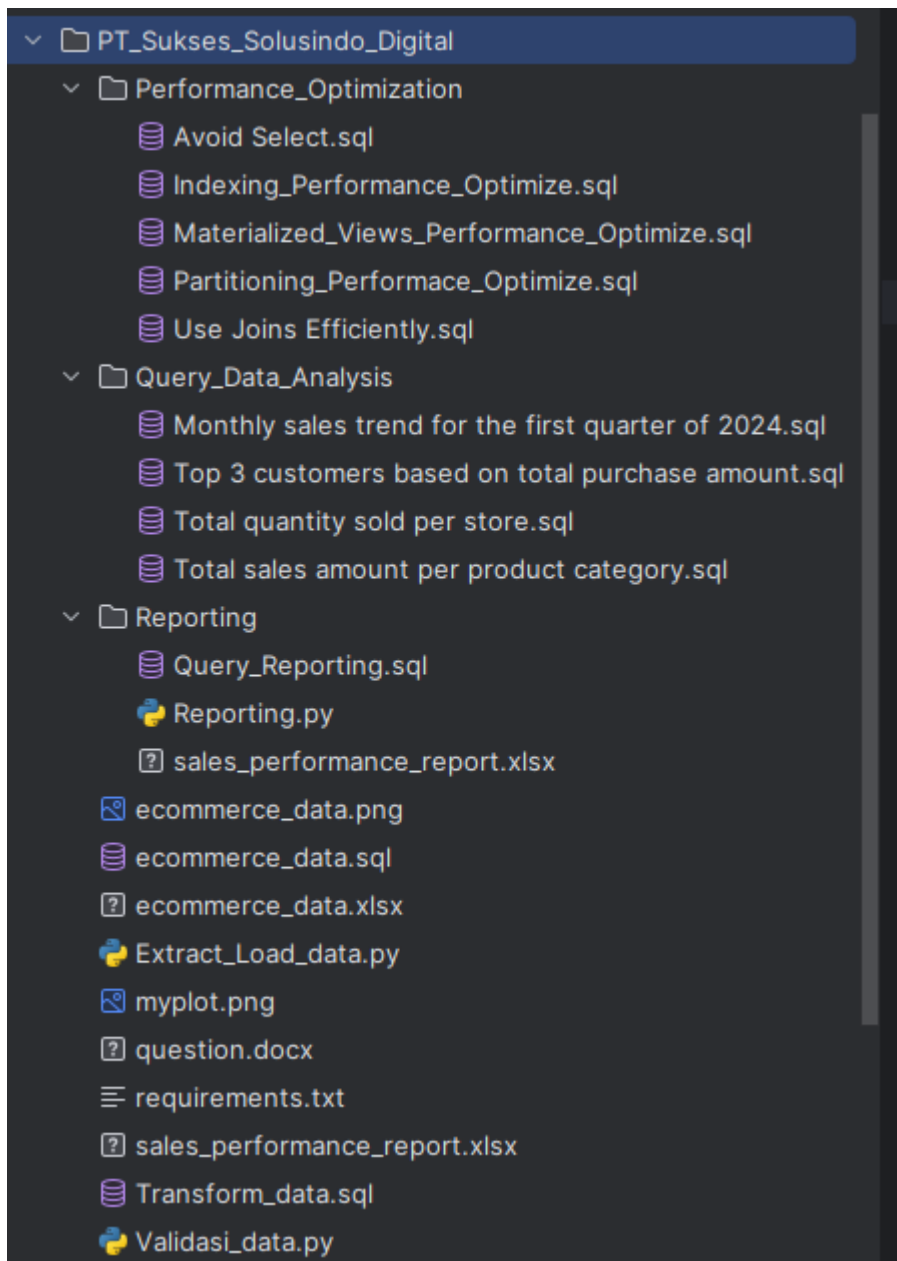 PT_Sukses_Solusindo_Digital
Performance_Optimization
Avoid Select.sql
Indexing_Performance_Optimize.sql
Materialized_Views_Performance_Optimize.sql
Partitioning_Performace_Optimize.sql
Use Joins Efficiently.sql
Query_Data_Analysis
Monthly sales trend for the first quarter of 2024.sql
Top 3 customers based on total purchase amount.sql
Total quantity sold per store.sql
Total sales amount per product category.sql
Reporting
Query_Reporting.sql
Reporting.py
sales_performance_report.xlsx
ecommerce_data.png
ecommerce_data.sql
ecommerce_data.xlsx
Extract_Load_data.py
myplot.png
question.docx
requirements.txt
sales_performance_report.xlsx
Transform_data.sql
Validasi_data.py